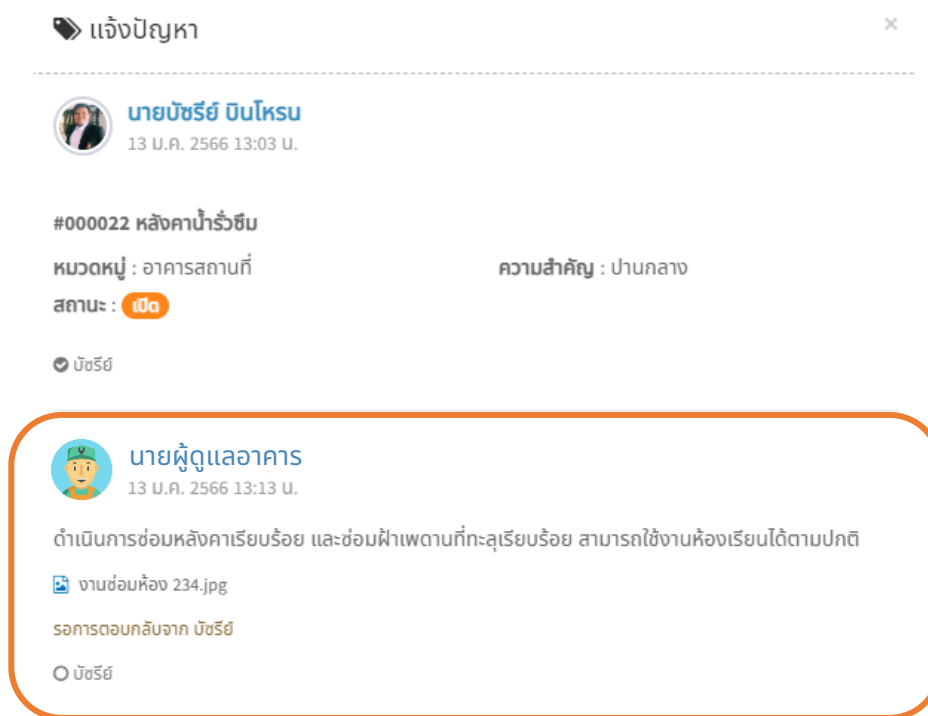 แจ้งปัญหา
×
นายบัซรีย์ บินโหรน
13 ม.ค. 2566 13:03 น.
#000022 หลังคาน้ำรั่วซึม
หมวดหมู่ : อาคารสถานที่ ความสำคัญ : ปานกลาง
สถานะ : เปิด
บัซรีย์
นายผู้ดูแลอาคาร
13 ม.ค. 2566 13:13 น.
ดำเนินการซ่อมหลังคาเรียบร้อย และซ่อมฝ้าเพดานที่ทะลุเรียบร้อย สามารถใช้งานห้องเรียนได้ตามปกติ
งานซ่อมห้อง 234.jpg
รอการตอบกลับจาก บัซรีย์
บัซรีย์